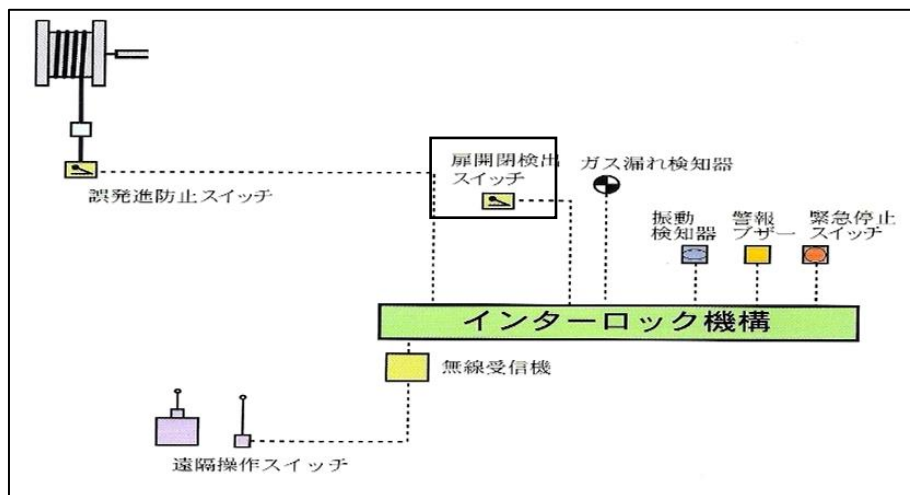 扉開閉検出
スイッチ
ガス漏れ検知器
誤発進防止スイッチ
振動
検知器
警報
ブザー
緊急停止
スイッチ
インターロック機構
無線受信機
遠隔操作スイッチ